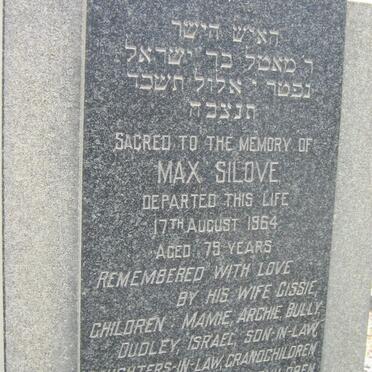 האיש הישר
ר מאטל בר ישראל
נפטר י׳ אלול תשכד
תנצבה
SACRED TO THE MEMORY OF
MAX SILOVE
DEPARTED THIS LIFE
17TH AUGUST 1964
AGED 79 YEARS
REMEMBERED WITH LOVE
BY HIS WIFE CISSIE,
CHILDREN MAMIE, ARCHIE, BULLY,
DUDLEY, ISRAEL, SON-IN-LAW,
DAUGHTERS-IN-LAW, GRANDCHILDREN